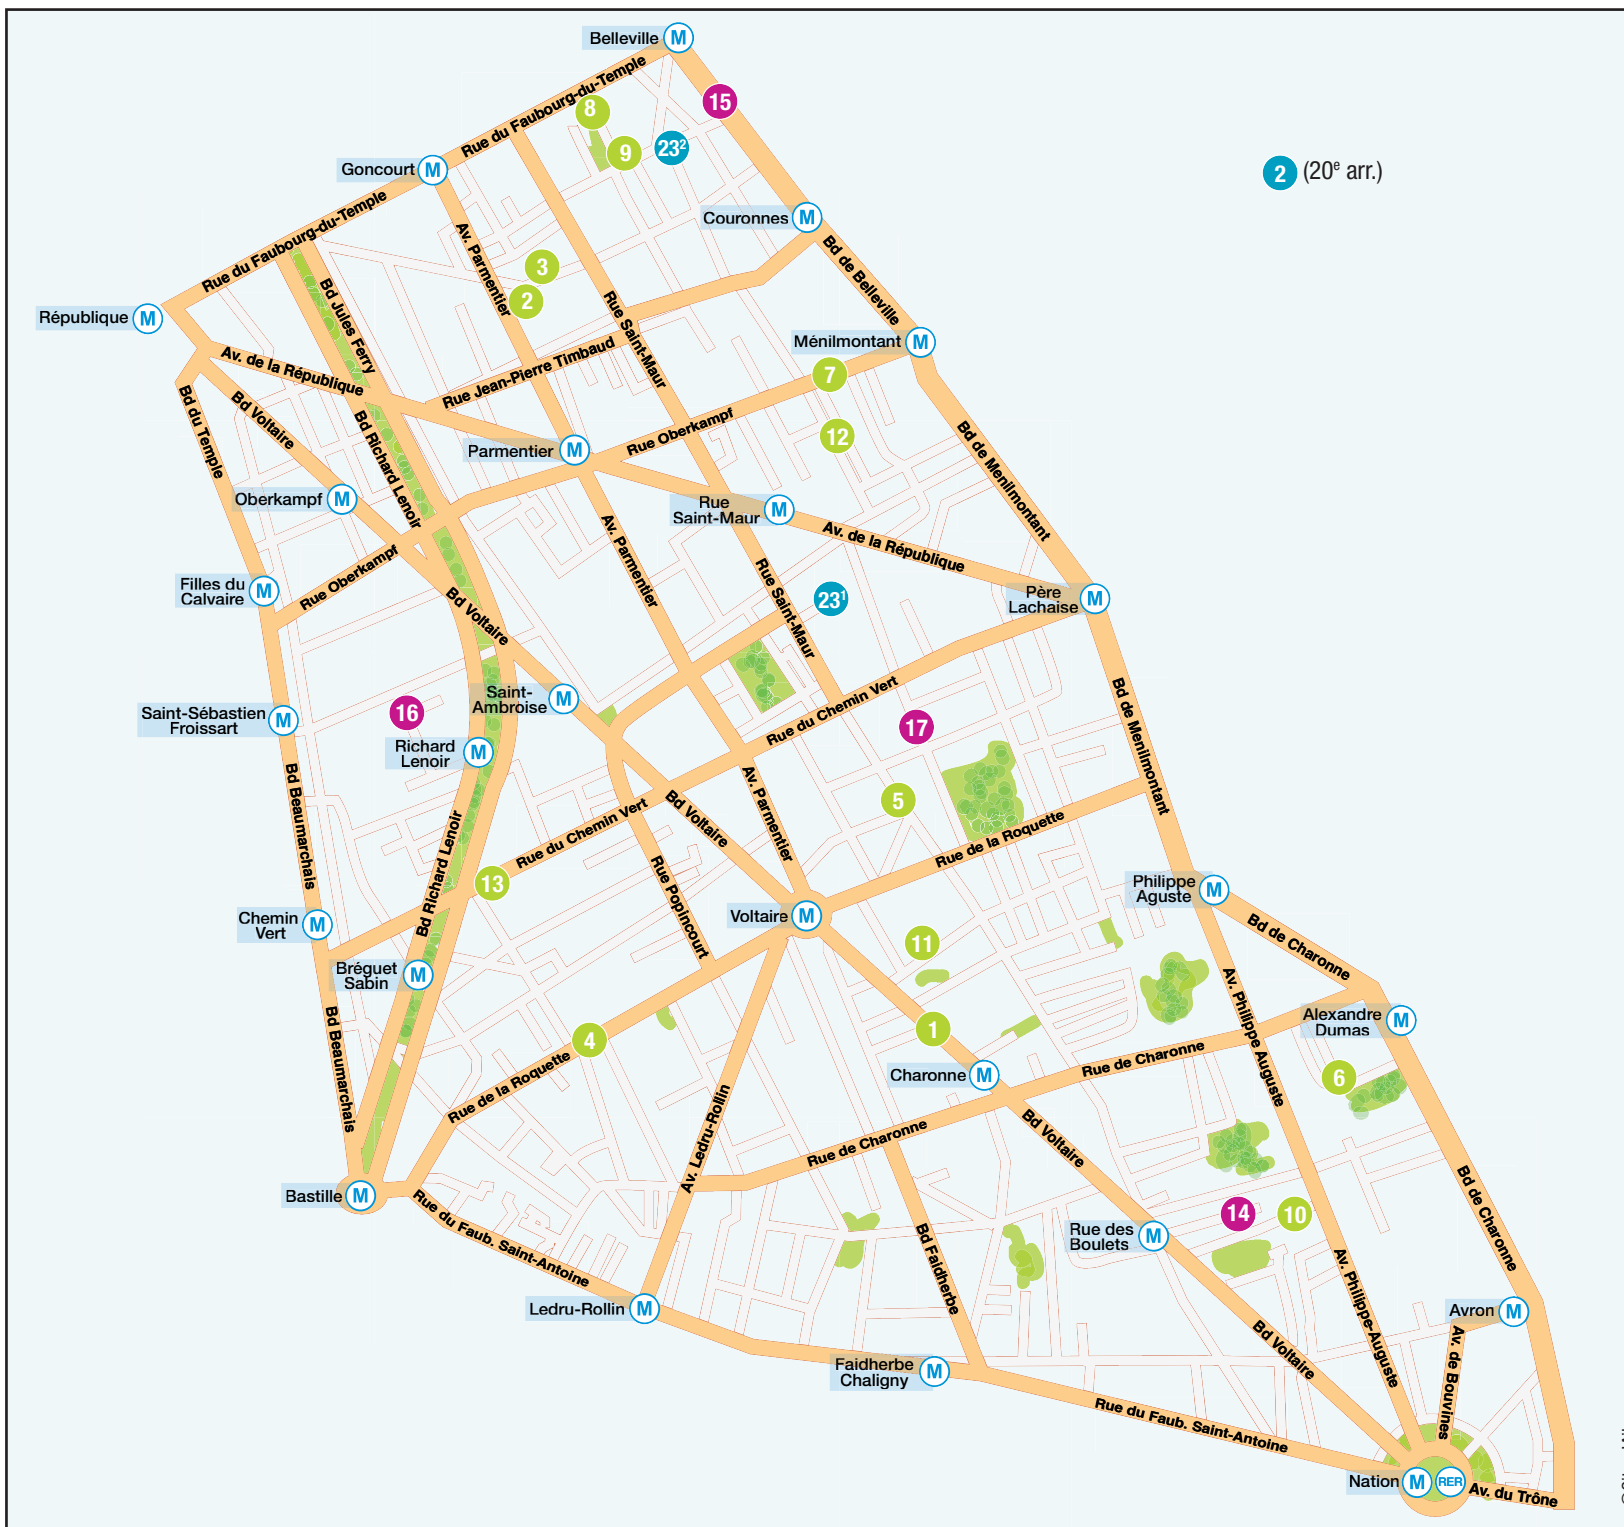 Belleville M
Rue du Faubourg-du-Temple
15
8
9
23²
Goncourt M
2 (20e arr.)
Rue du Faubourg-du-Temple
Couronnes M
Av. Parmentier
Bd de Belleville
3
2
Bd Jules Ferry
République M
Rue Saint-Maur
Ménilmontant M
Av. de la République
Rue Jean-Pierre Timbaud
7
Bd du Temple
Bd Voltaire
Bd Richard Lenoir
Rue Oberkampf
12
Parmentier M
Bd de Menilmontant
Oberkampf M
Rue
Saint-Maur M
Av. Parmentier
Av. de la République
Rue Oberkampf
Filles du
Calvaire M
Bd Voltaire
Rue Saint-Maur
23¹
Père
Lachaise M
Saint-
Ambroise M
16
Saint-Sébastien
Froissart M
Richard
Lenoir M
Rue du Chemin Vert
17
Bd de Menilmontant
Bd Beaumarchais
Av. Parmentier
5
Bd Voltaire
Rue du Chemin Vert
Rue de la Roquette
Bd Richard Lenoir
13
Rue Popincourt
Philippe
Aguste M
Chemin
Vert M
Voltaire M
11
Bd de Charonne
Bréguet
Sabin M
Av. Philippe Auguste
Bd Beaumarchais
4
1
Alexandre
Dumas M
Rue de la Roquette
Charonne M
Rue de Charonne
6
Av. Ledru-Rollin
Rue de Charonne
Bd Voltaire
Bastille M
Rue du Faub. Saint-Antoine
14
10
Rue des
Boulets M
Bd de Charonne
Bd Faidherbe
Ledru-Rollin M
Av. Philippe-Auguste
Avron M
Bd Voltaire
Av. de Bouvines
Faidherbe
Chaligny M
Rue du Faub. Saint-Antoine
Nation M RER
Av. du Trône